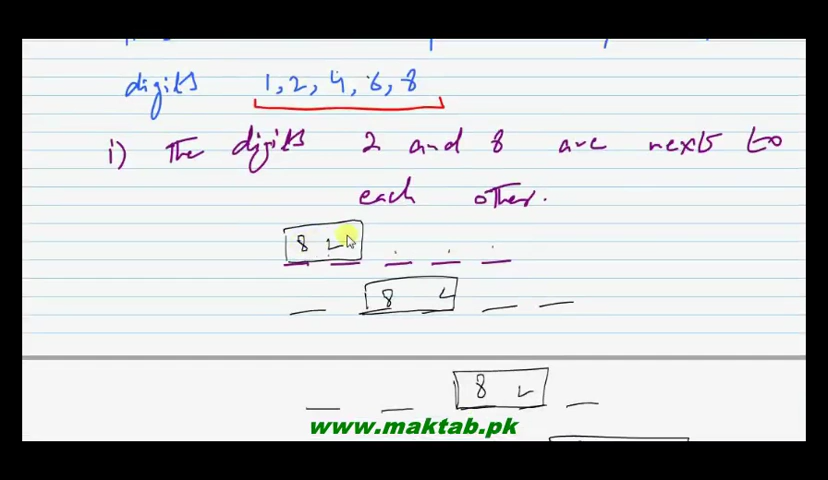 digits 1, 2, 4, 6, 8
i) The digits 2 and 8 are next to
each other.
8 2
8
8 2
www.maktab.pk